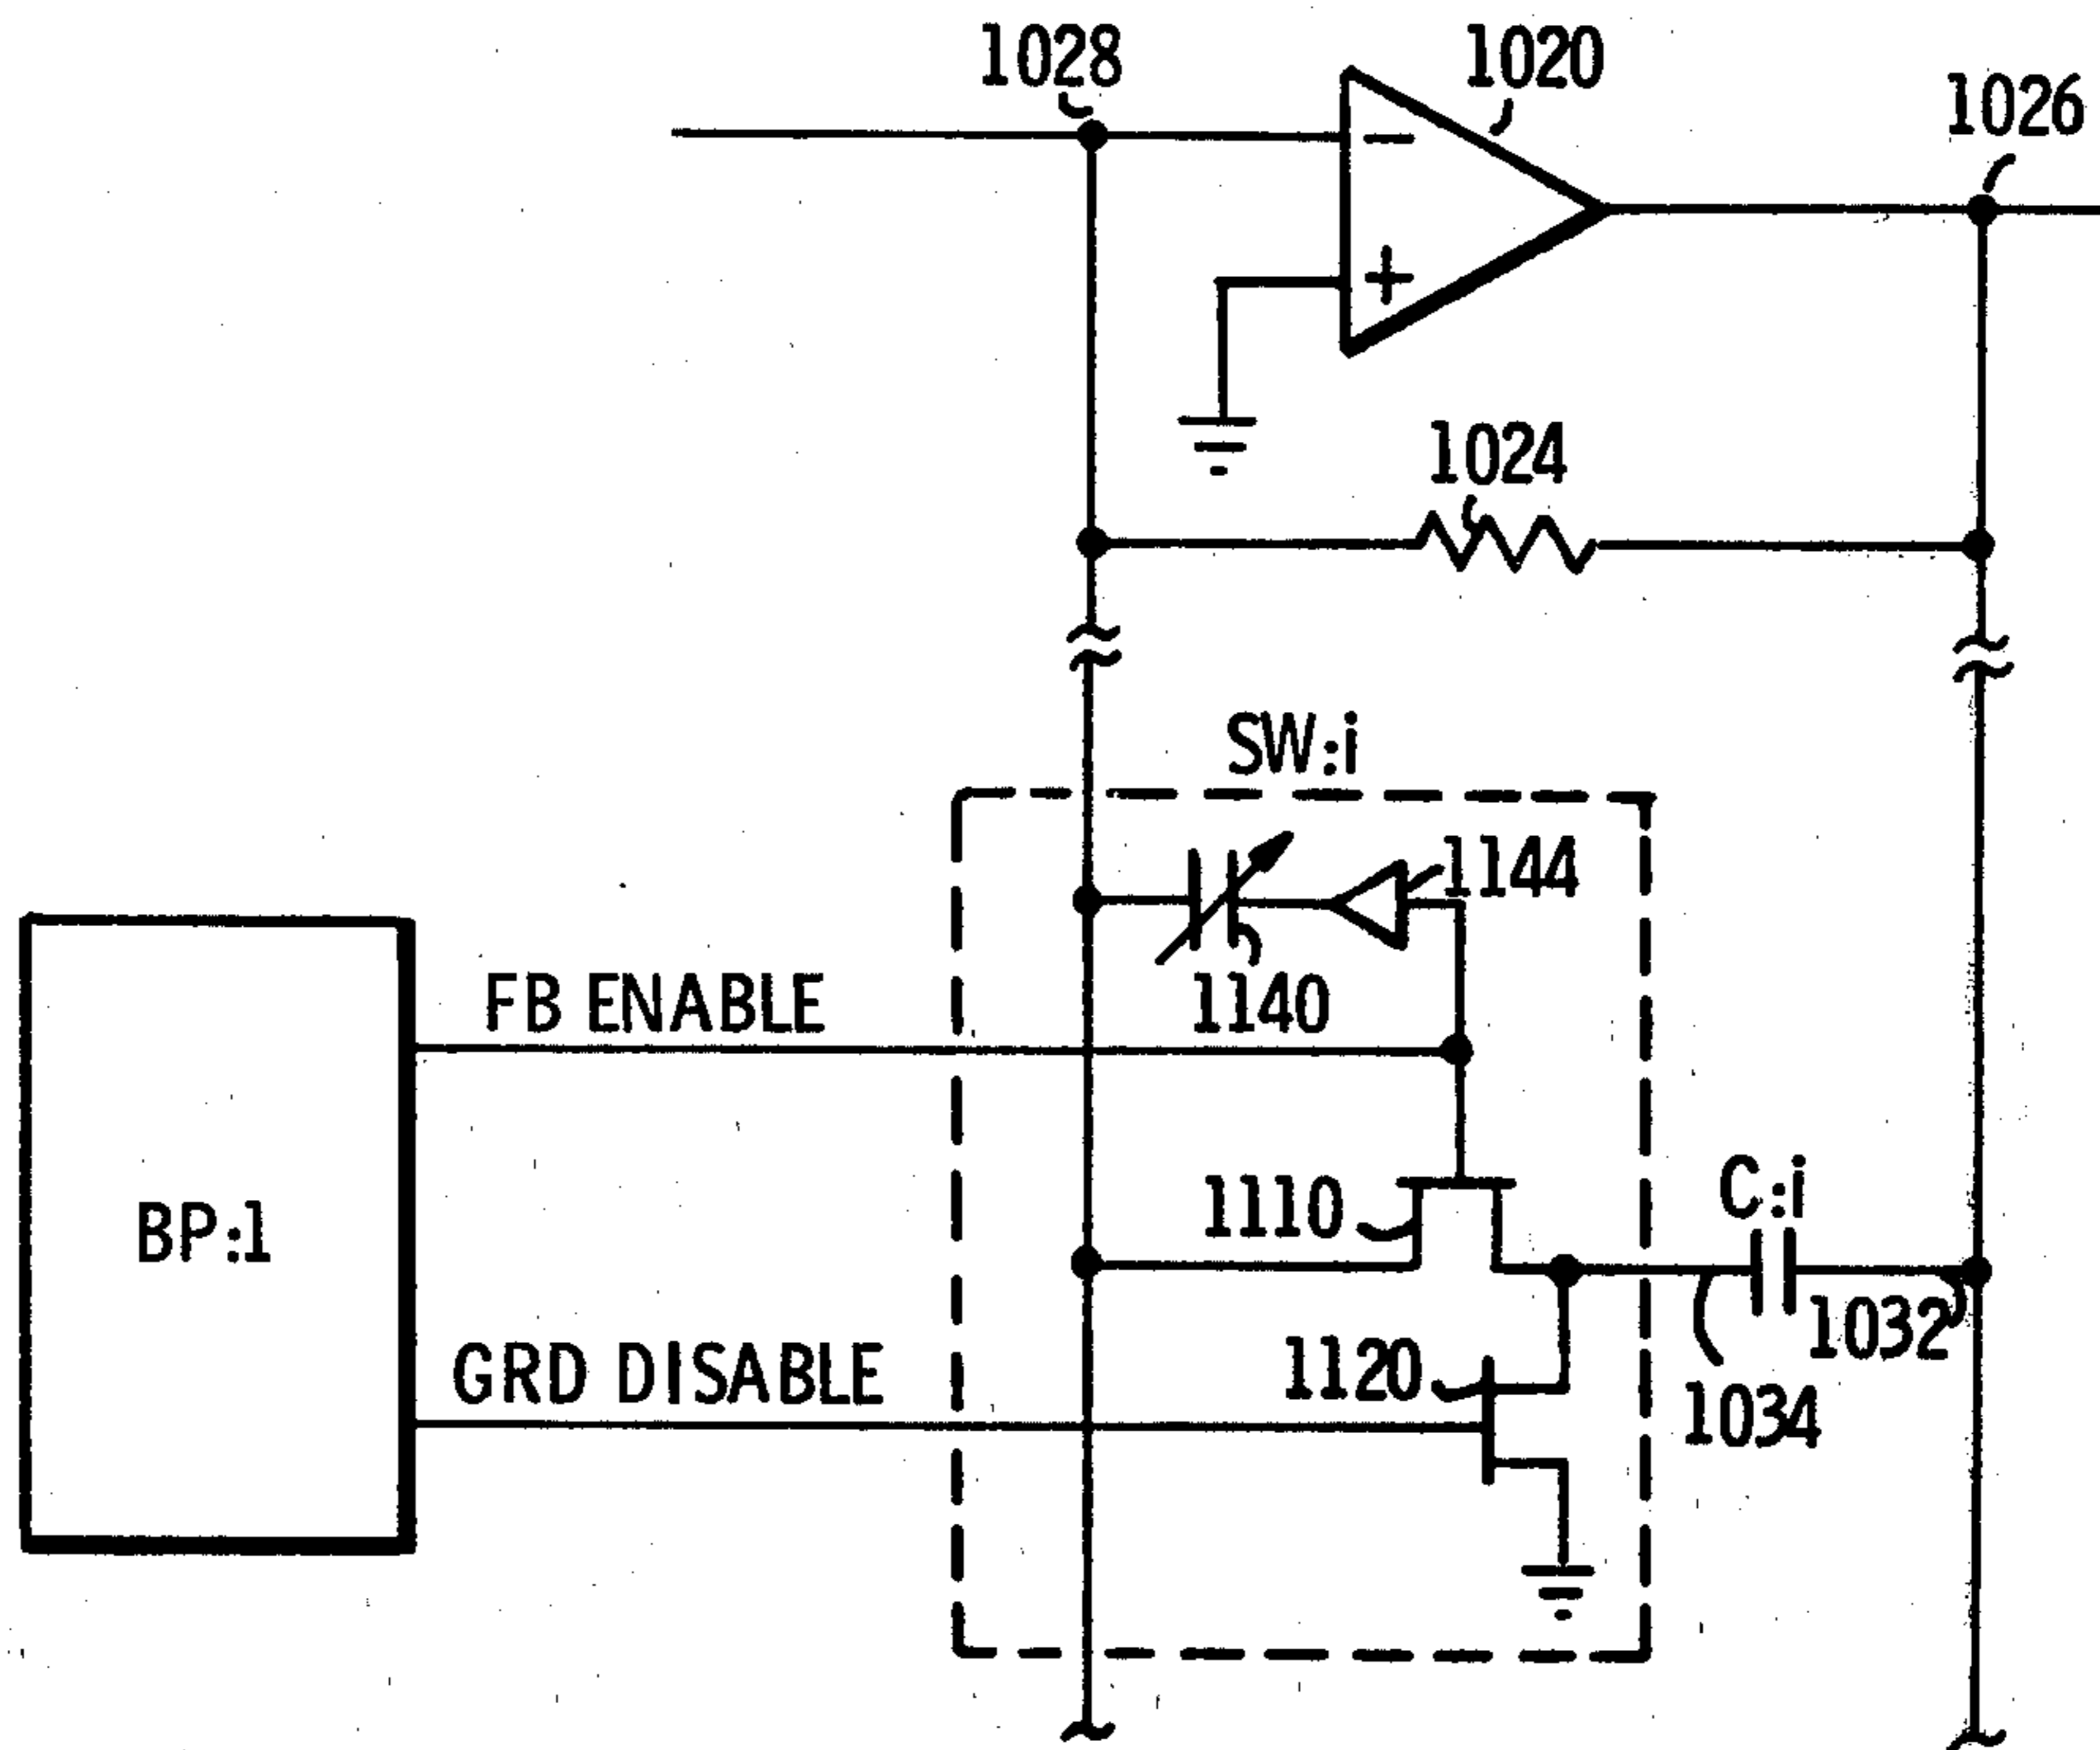 1028
1020
1026
−
+
1024
SW:i
1144
1140
FB ENABLE
BP:1
1110
C:i
1032
1120
1034
GRD DISABLE